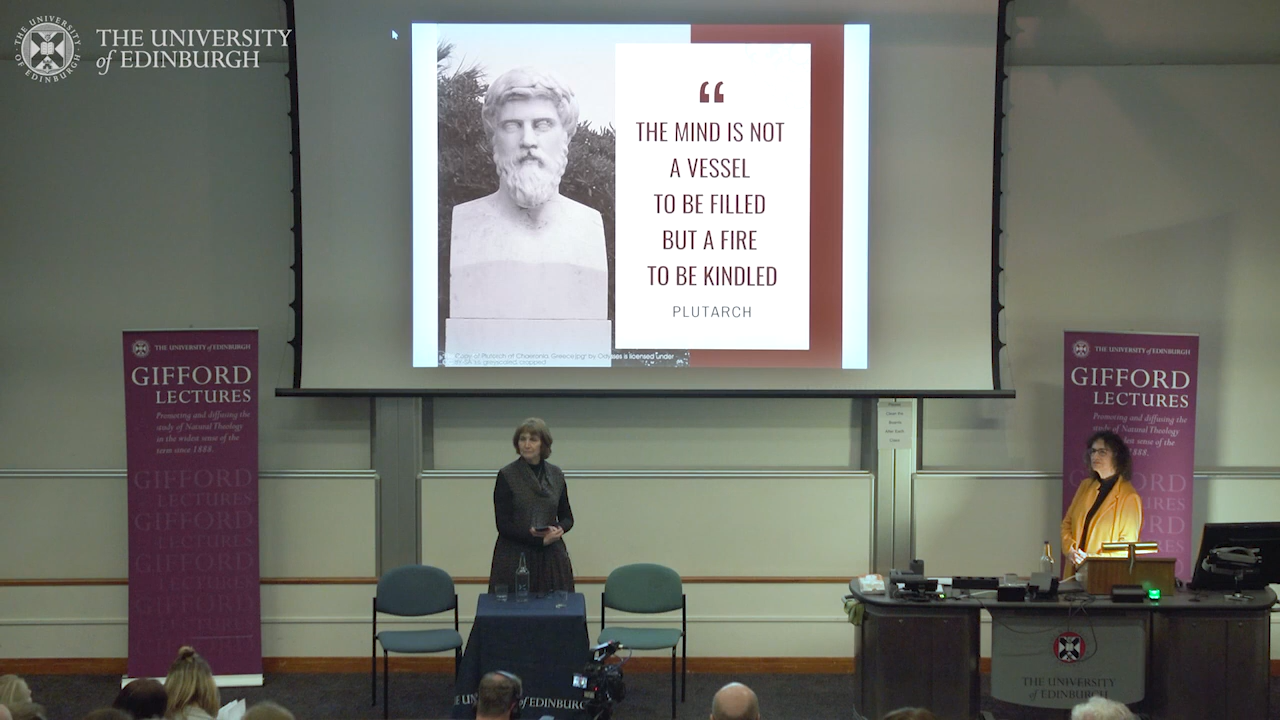 THE UNIVERSITY
of EDINBURGH
THE MIND IS NOT
A VESSEL
TO BE FILLED
BUT A FIRE
TO BE KINDLED
PLUTARCH
THE UNIVERSITY of EDINBURGH
GIFFORD
LECTURES
Promoting and diffusing the
study of Natural Theology
in the widest sense of the
term since 1888.
GIFFORD
LECTURES
GIFFORD
LECTURES
GIFFORD
THE UNIVERSITY of EDINBURGH
GIFFORD
LECTURES
Promoting and diffusing the
study of Natural Theology
THE UNIVERSITY
of EDINBURGH